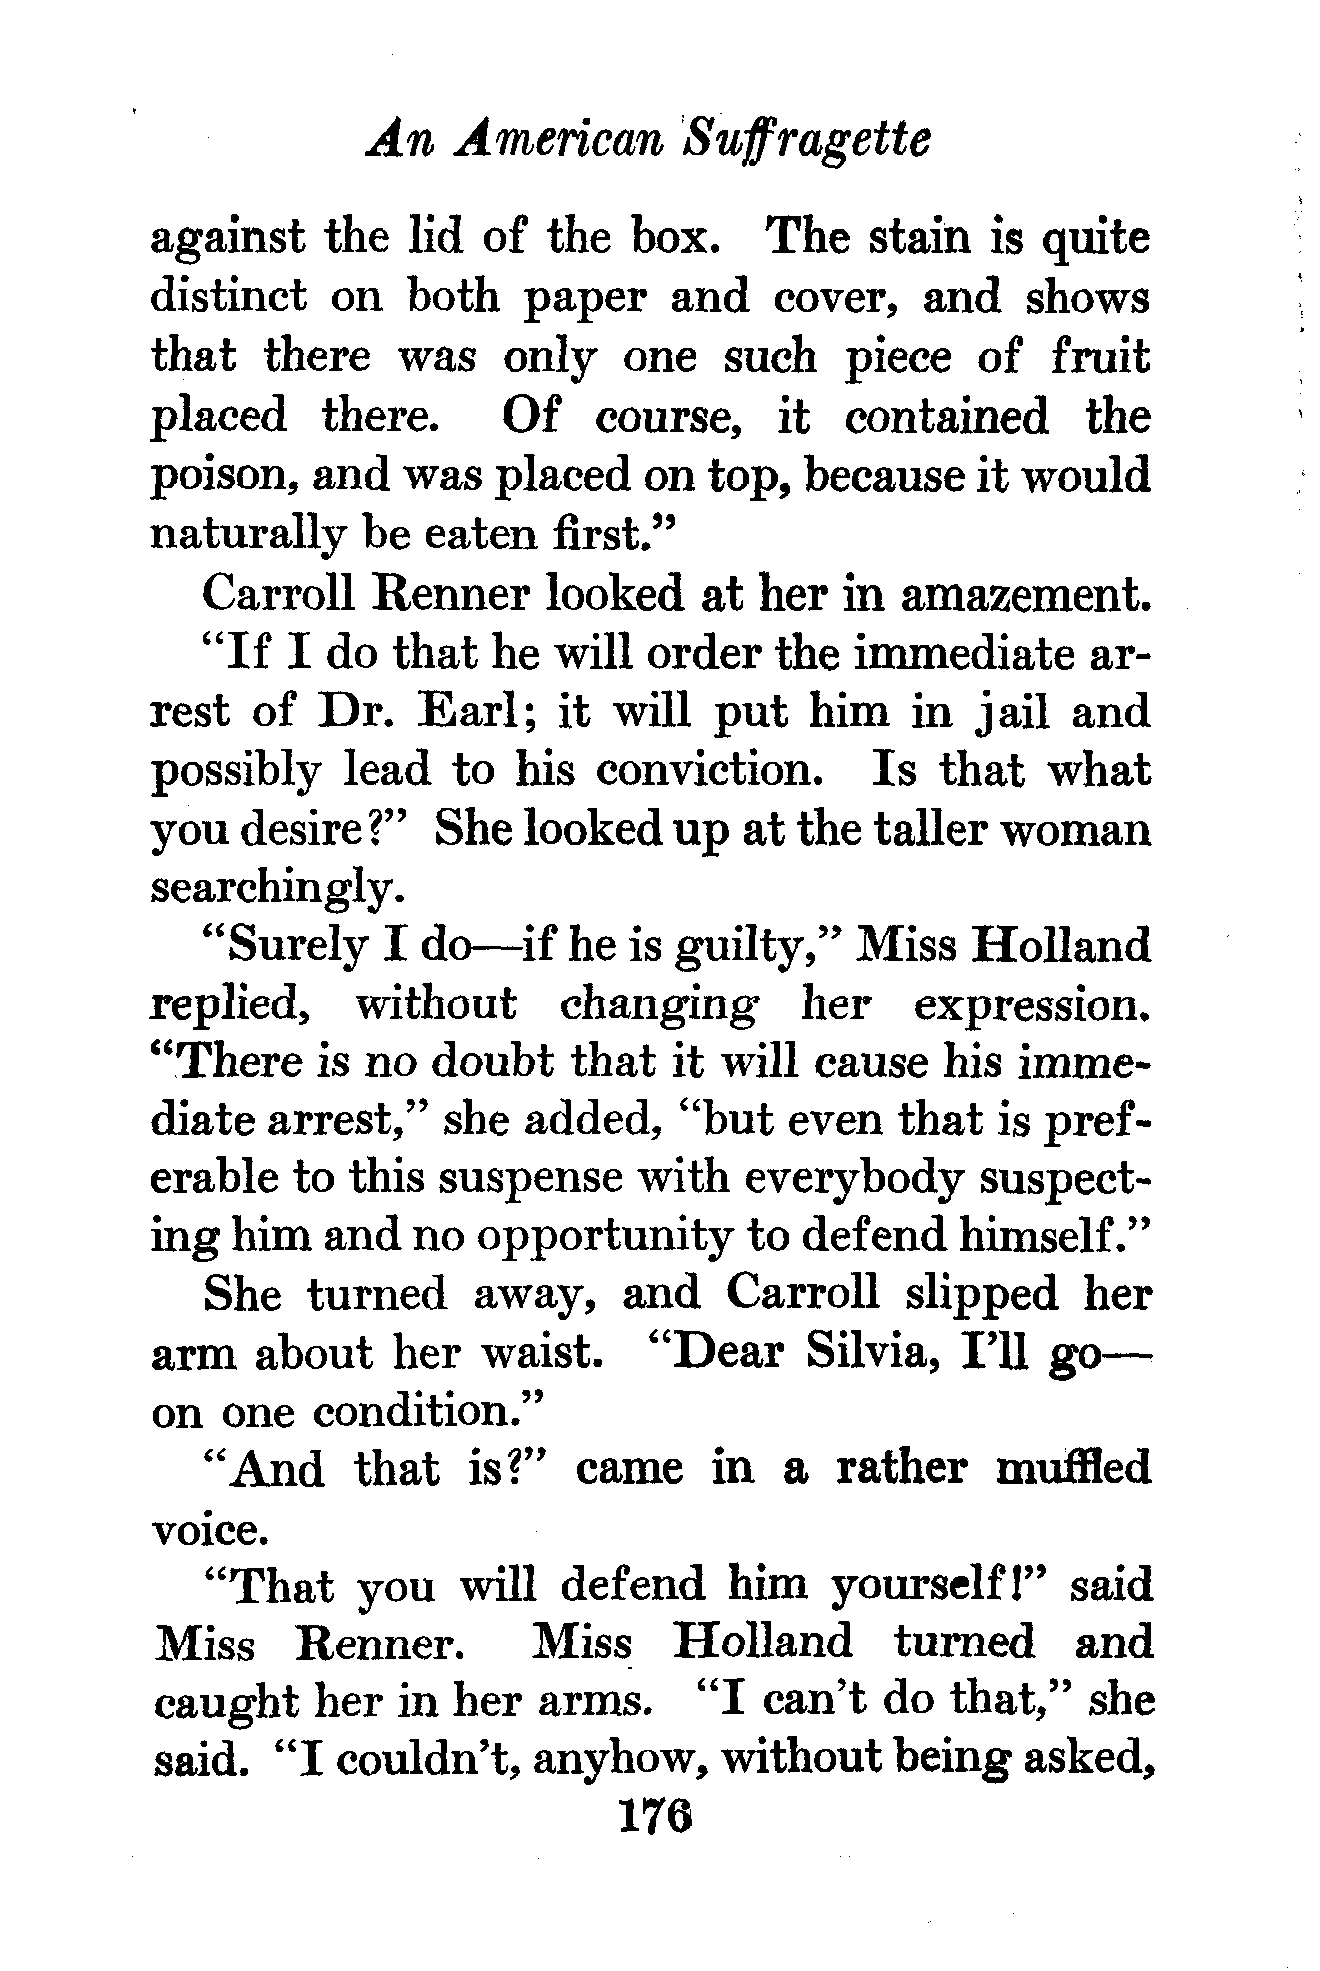 An American Suffragette
against the lid of the box. The stain is quite
distinct on both paper and cover, and shows
that there was only one such piece of fruit
placed there. Of course, it contained the
poison, and was placed on top, because it would
naturally be eaten first.”
Carroll Renner looked at her in amazement.
“If I do that he will order the immediate ar-
rest of Dr. Earl; it will put him in jail and
possibly lead to his conviction. Is that what
you desire?” She looked up at the taller woman
searchingly.
“Surely I do—if he is guilty,” Miss Holland
replied, without changing her expression.
“There is no doubt that it will cause his imme-
diate arrest,” she added, “but even that is pref-
erable to this suspense with everybody suspect-
ing him and no opportunity to defend himself.”
She turned away, and Carroll slipped her
arm about her waist. “Dear Silvia, I’ll go—
on one condition.”
“And that is?” came in a rather muffled
voice.
“That you will defend him yourself!” said
Miss Renner. Miss Holland turned and
caught her in her arms. “I can’t do that,” she
said. “I couldn’t, anyhow, without being asked,
176